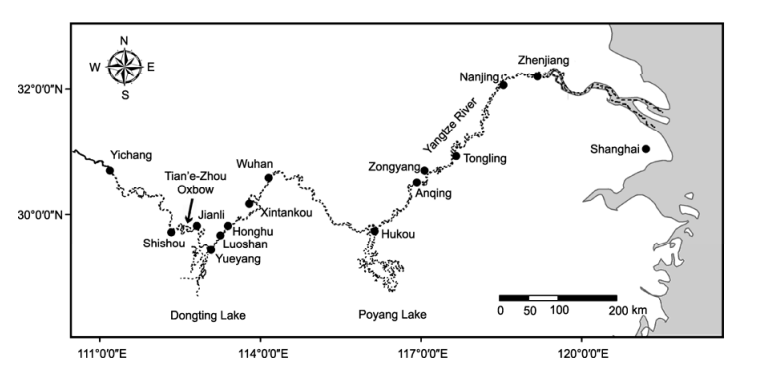 N
W E
S
32°0'0"N
30°0'0"N
Zhenjiang
Nanjing
Yangtze River
Shanghai
Yichang
Wuhan
Zongyang
Tongling
Tian'e-Zhou
Oxbow
Anqing
Jianli
Xintankou
Shishou
Honghu
Luoshan
Yueyang
Hukou
Dongting Lake
Poyang Lake
0 50 100 200 km
111°0'0"E 114°0'0"E 117°0'0"E 120°0'0"E